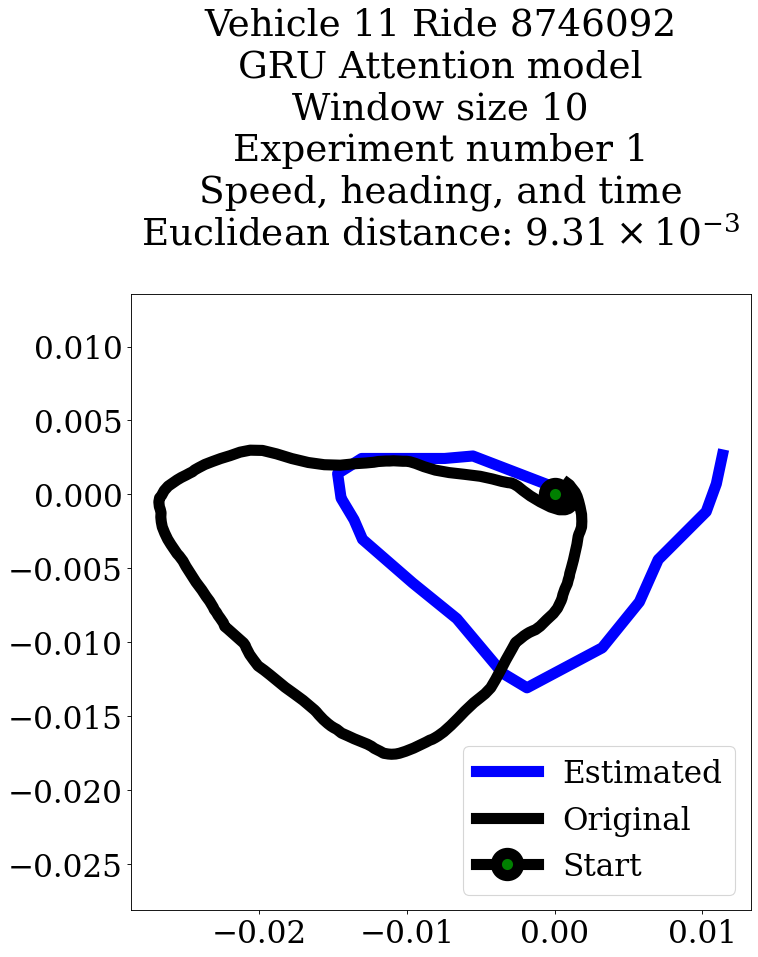 Vehicle 11 Ride 8746092
GRU Attention model
Window size 10
Experiment number 1
Speed, heading, and time
Euclidean distance: 9.31 × 10⁻³
0.010
0.005
0.000
−0.005
−0.010
−0.015
−0.020
−0.025
Estimated
Original
Start
−0.02 −0.01 0.00 0.01